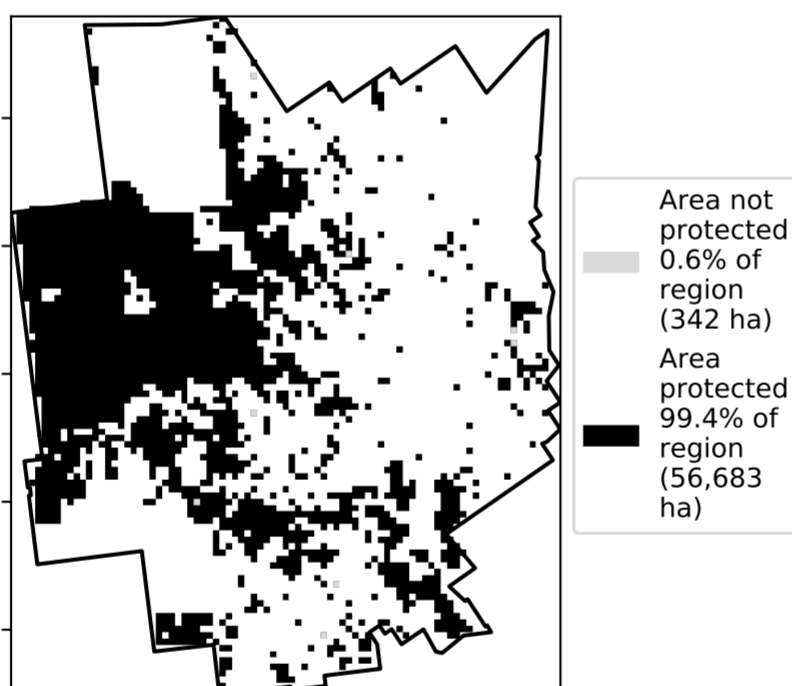 Area not
protected
0.6% of
region
(342 ha)
Area
protected
99.4% of
region
(56,683
ha)